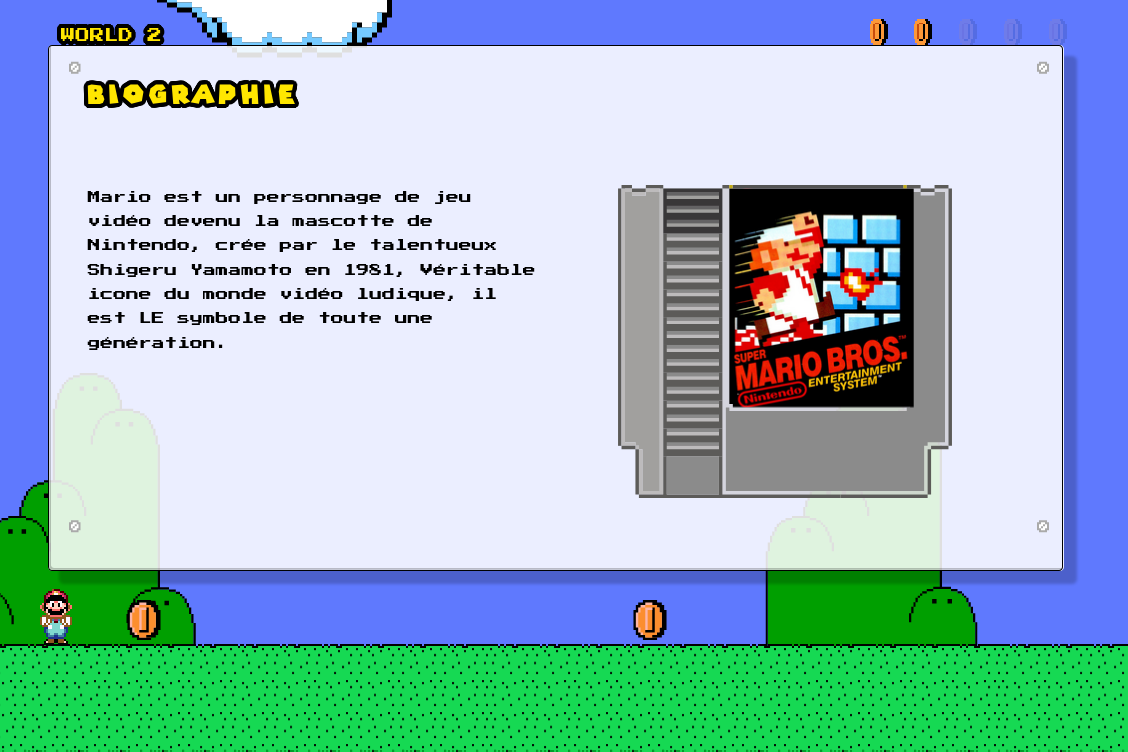 WORLD 2
BIOGRAPHIE
Mario est un personnage de jeu
vidéo devenu la mascotte de
Nintendo, crée par le talentueux
Shigeru Yamamoto en 1981, Véritable
icone du monde vidéo ludique, il
est LE symbole de toute une
génération.
SUPER
MARIO BROS.™
Nintendo ENTERTAINMENT
SYSTEM™